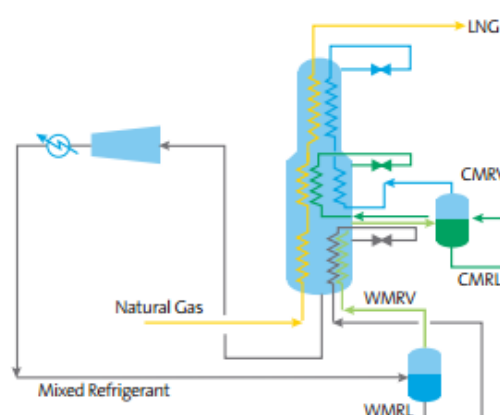 LNG
CMRV
CMRL
Natural Gas
WMRV
Mixed Refrigerant
WMRL